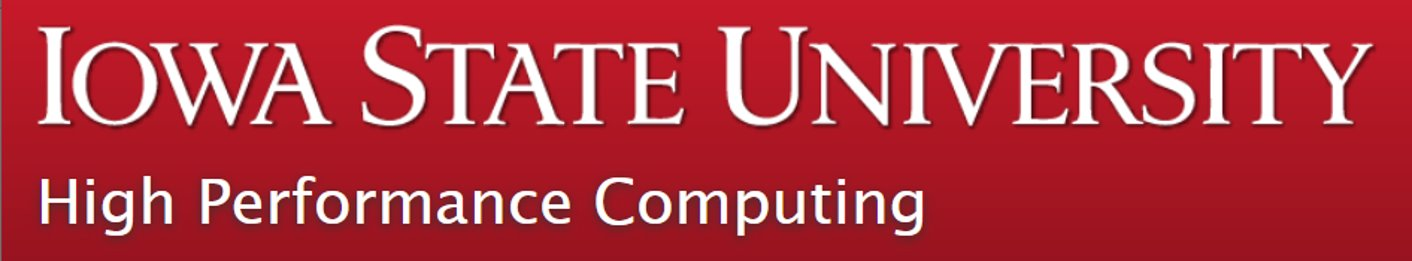 IOWA STATE UNIVERSITY
High Performance Computing